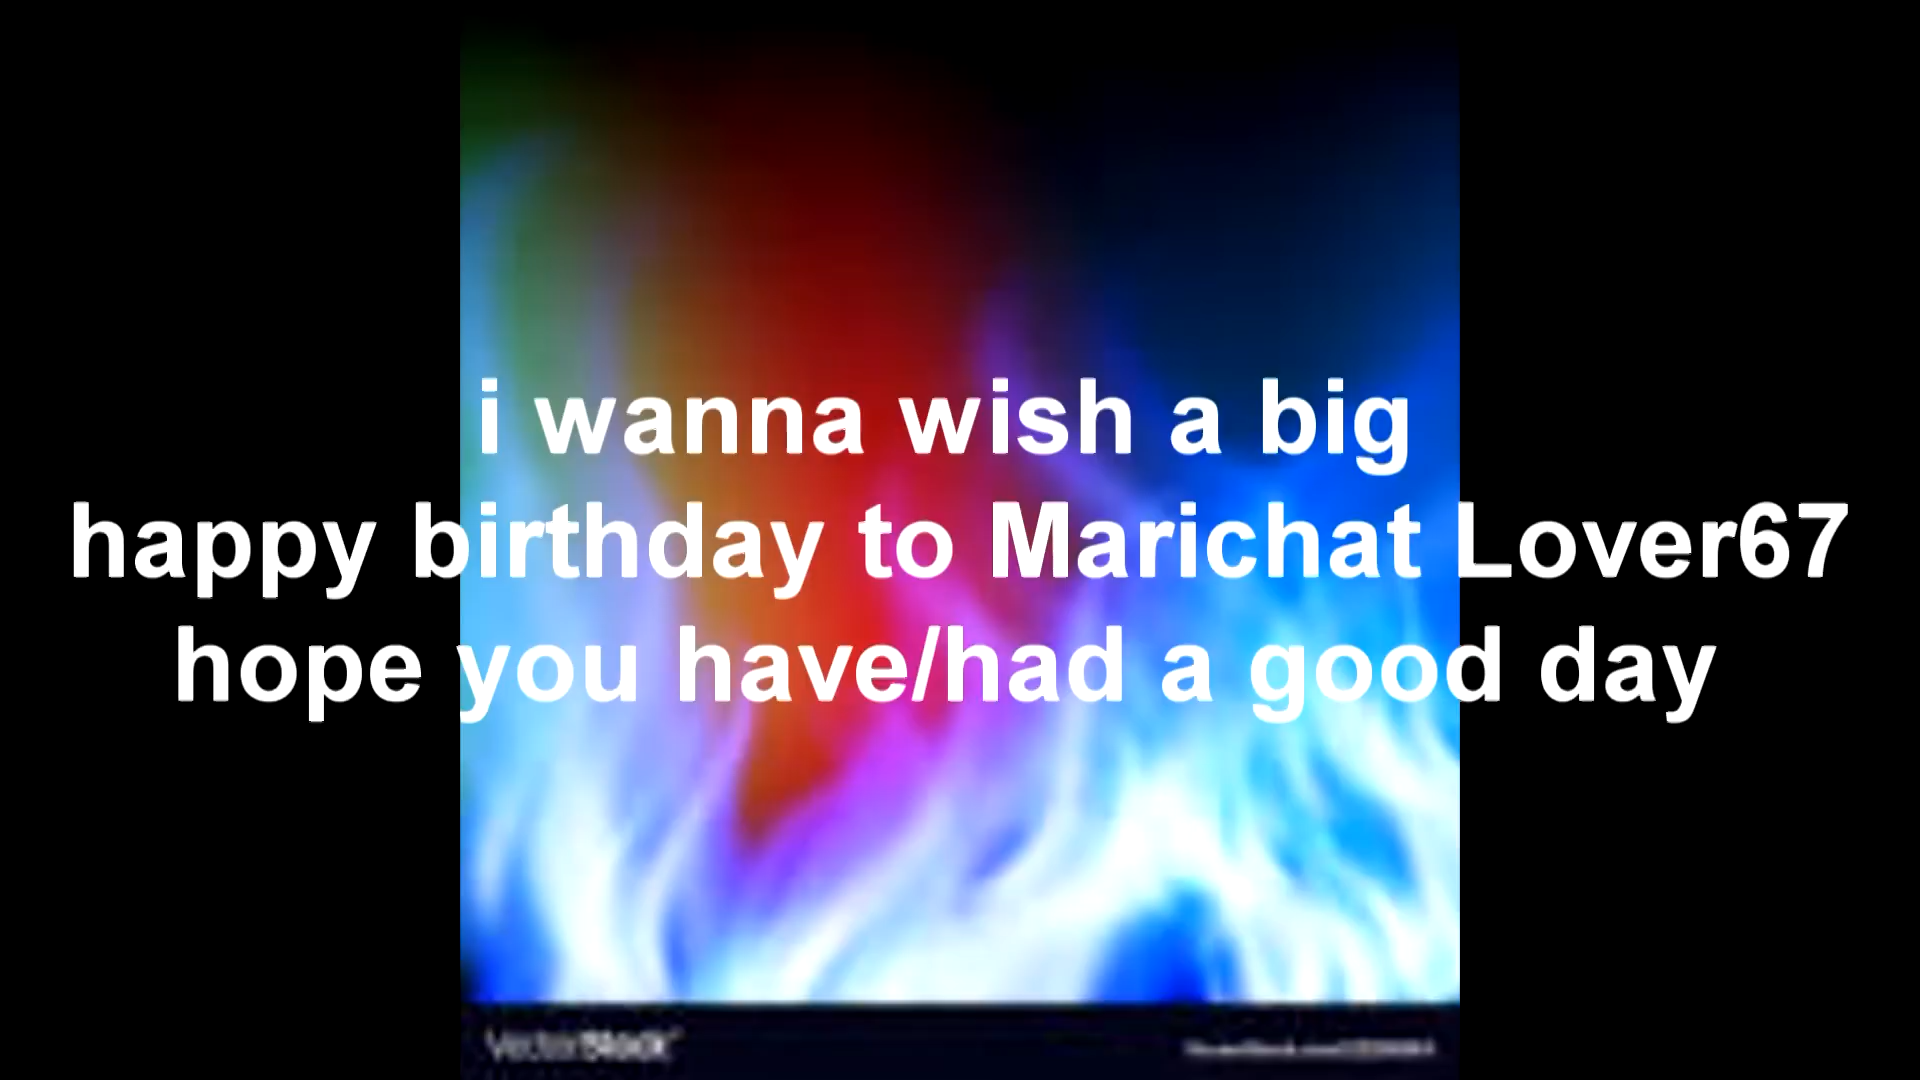 i wanna wish a big
happy birthday to Marichat Lover67
hope you have/had a good day
VectorStock